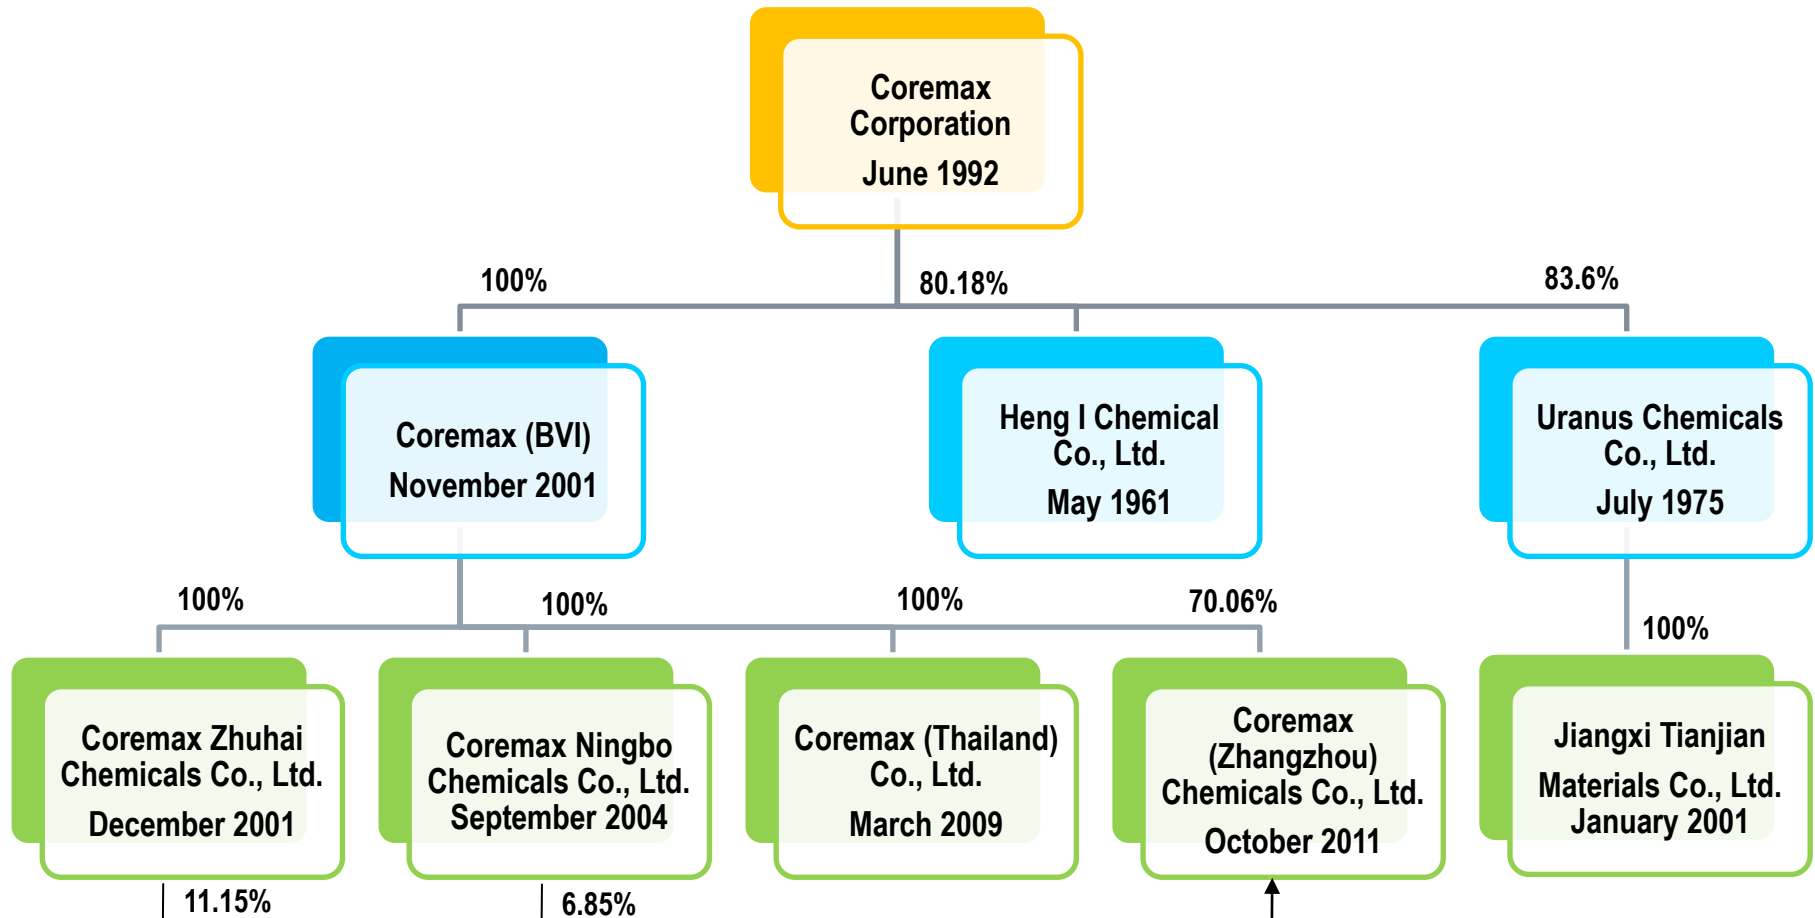 Coremax
Corporation
June 1992
100%
80.18%
83.6%
Coremax (BVI)
November 2001
Heng I Chemical
Co., Ltd.
May 1961
Uranus Chemicals
Co., Ltd.
July 1975
100%
100%
100%
70.06%
100%
Coremax Zhuhai
Chemicals Co., Ltd.
December 2001
Coremax Ningbo
Chemicals Co., Ltd.
September 2004
Coremax (Thailand)
Co., Ltd.
March 2009
Coremax
(Zhangzhou)
Chemicals Co., Ltd.
October 2011
Jiangxi Tianjian
Materials Co., Ltd.
January 2001
11.15%
6.85%